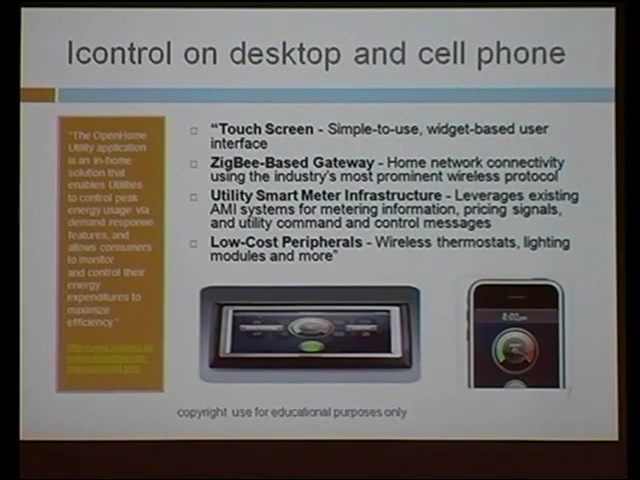 Icontrol on desktop and cell phone
"The OpenHome
Utility application
is an in-home
solution that
enables Utilities
to control peak
energy usage via
demand response
features, and
allows consumers
to monitor
and control their
energy
expenditures to
maximize
efficiency."
"Touch Screen - Simple-to-use, widget-based user
interface
ZigBee-Based Gateway - Home network connectivity
using the industry's most prominent wireless protocol
Utility Smart Meter Infrastructure - Leverages existing
AMI systems for metering information, pricing signals,
and utility command and control messages
Low-Cost Peripherals - Wireless thermostats, lighting
modules and more"
8:02pm
copyright: use for educational purposes only